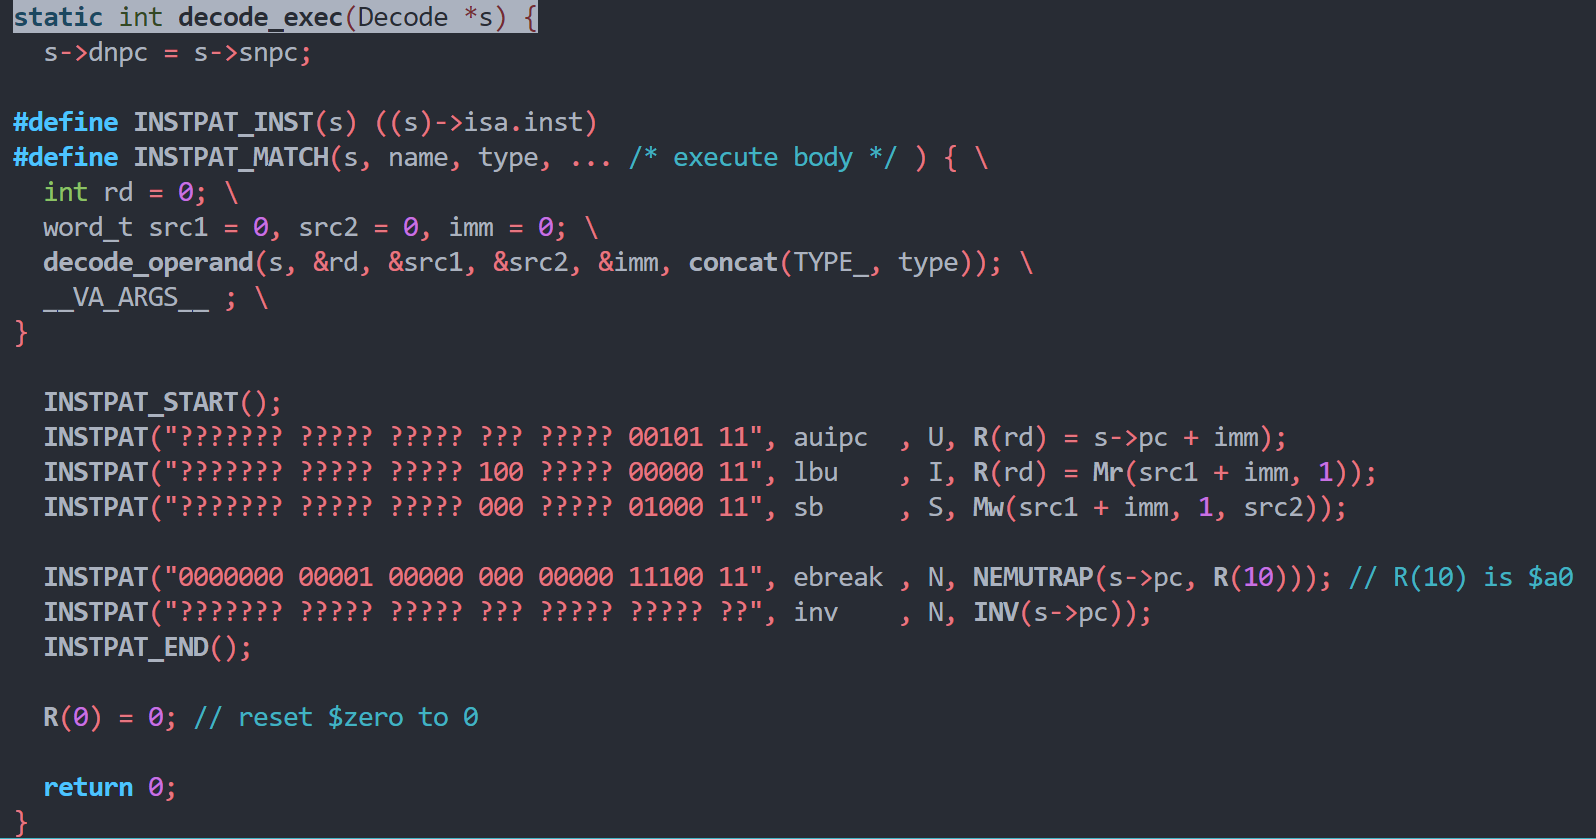 static int decode_exec(Decode *s) {
  s->dnpc = s->snpc;

#define INSTPAT_INST(s) ((s)->isa.inst)
#define INSTPAT_MATCH(s, name, type, ... /* execute body */ ) { \
  int rd = 0; \
  word_t src1 = 0, src2 = 0, imm = 0; \
  decode_operand(s, &rd, &src1, &src2, &imm, concat(TYPE_, type)); \
  __VA_ARGS__ ; \
}

  INSTPAT_START();
  INSTPAT("??????? ????? ????? ??? ????? 00101 11", auipc  , U, R(rd) = s->pc + imm);
  INSTPAT("??????? ????? ????? 100 ????? 00000 11", lbu    , I, R(rd) = Mr(src1 + imm, 1));
  INSTPAT("??????? ????? ????? 000 ????? 01000 11", sb     , S, Mw(src1 + imm, 1, src2));

  INSTPAT("0000000 00001 00000 000 00000 11100 11", ebreak , N, NEMUTRAP(s->pc, R(10))); // R(10) is $a0
  INSTPAT("??????? ????? ????? ??? ????? ????? ??", inv    , N, INV(s->pc));
  INSTPAT_END();

  R(0) = 0; // reset $zero to 0

  return 0;
}